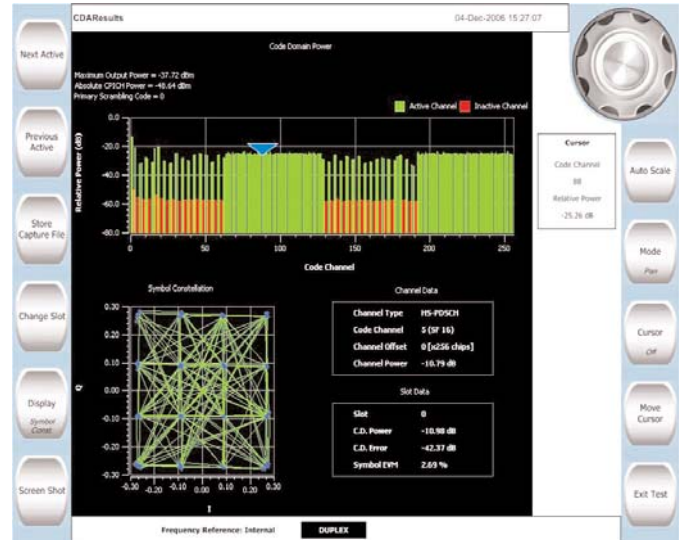 CDAResults
04-Dec-2006 15:27:07
Next Active
Previous
Active
Store
Capture File
Change Slot
Display
Symbol
Const.
Screen Shot
Code Domain Power
Maximum Output Power = -37.72 dBm
Absolute CPICH Power = -48.64 dBm
Primary Scrambling Code = 0
Active Channel
Inactive Channel
Relative Power (dB)
0.0
-20.0
-40.0
-60.0
-80.0
0
50
100
150
200
250
Code Channel
Symbol Constellation
Q
0.30
0.20
0.10
0.00
-0.10
-0.20
-0.30
-0.30
-0.20
-0.10
0.00
0.10
0.20
0.30
I
Channel Data
Channel Type HS-PDSCH
Code Channel 5 (SF 16)
Channel Offset 0 [x256 chips]
Channel Power -10.79 dB
Slot Data
Slot 0
C.D. Power -10.98 dB
C.D. Error -42.37 dB
Symbol EVM 2.69 %
Cursor
Code Channel
88
Relative Power
-25.26 dB
Auto Scale
Mode
Pan
Cursor
Off
Move
Cursor
Exit Test
Frequency Reference: Internal
DUPLEX